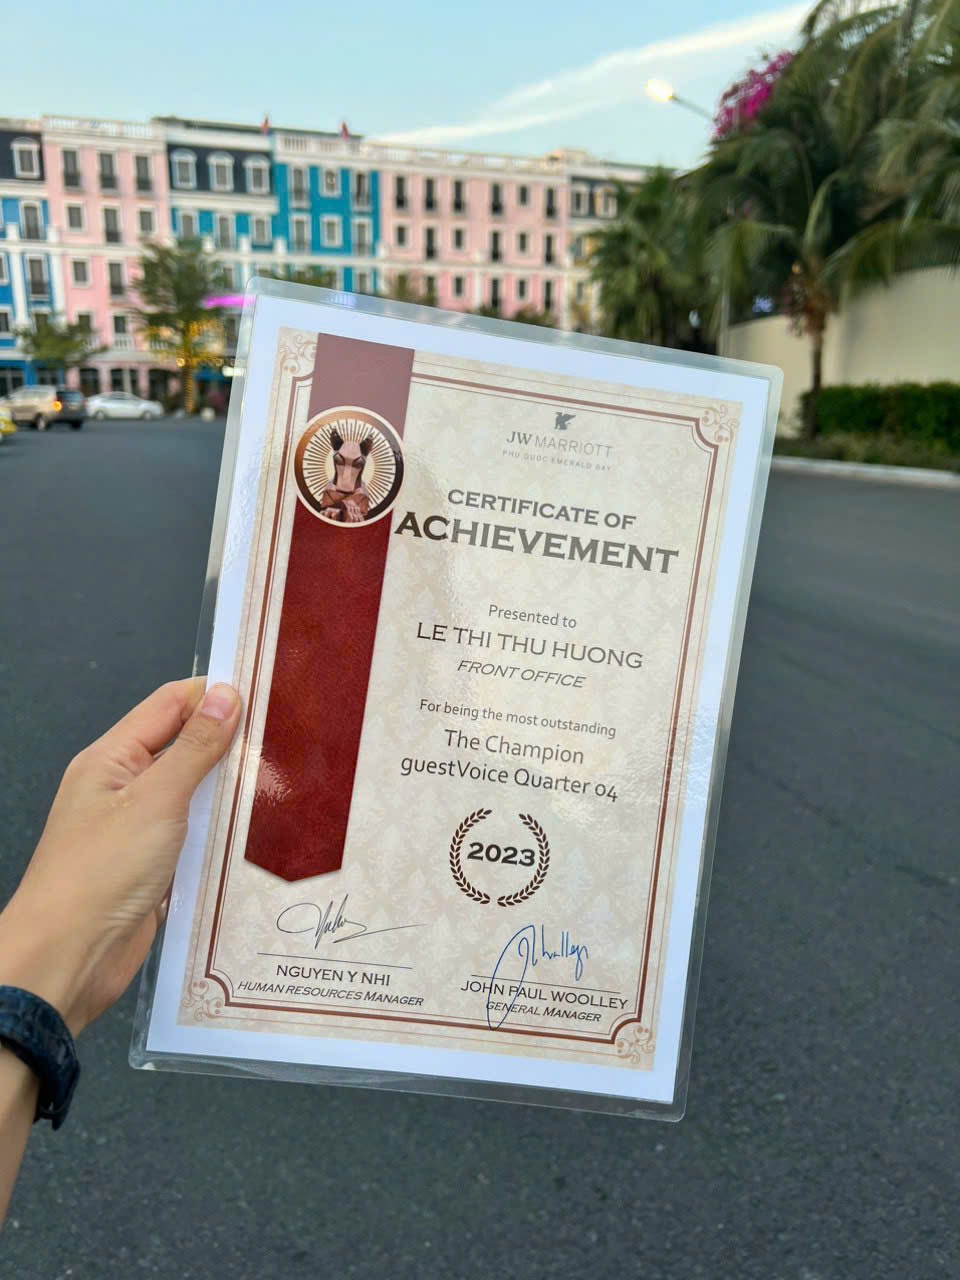 JW MARRIOTT
PHU QUOC EMERALD BAY
CERTIFICATE OF
ACHIEVEMENT
Presented to
LE THI THU HUONG
FRONT OFFICE
For being the most outstanding
The Champion
guestVoice Quarter 04
2023
NGUYEN Y NHI
HUMAN RESOURCES MANAGER
JOHN PAUL WOOLLEY
GENERAL MANAGER